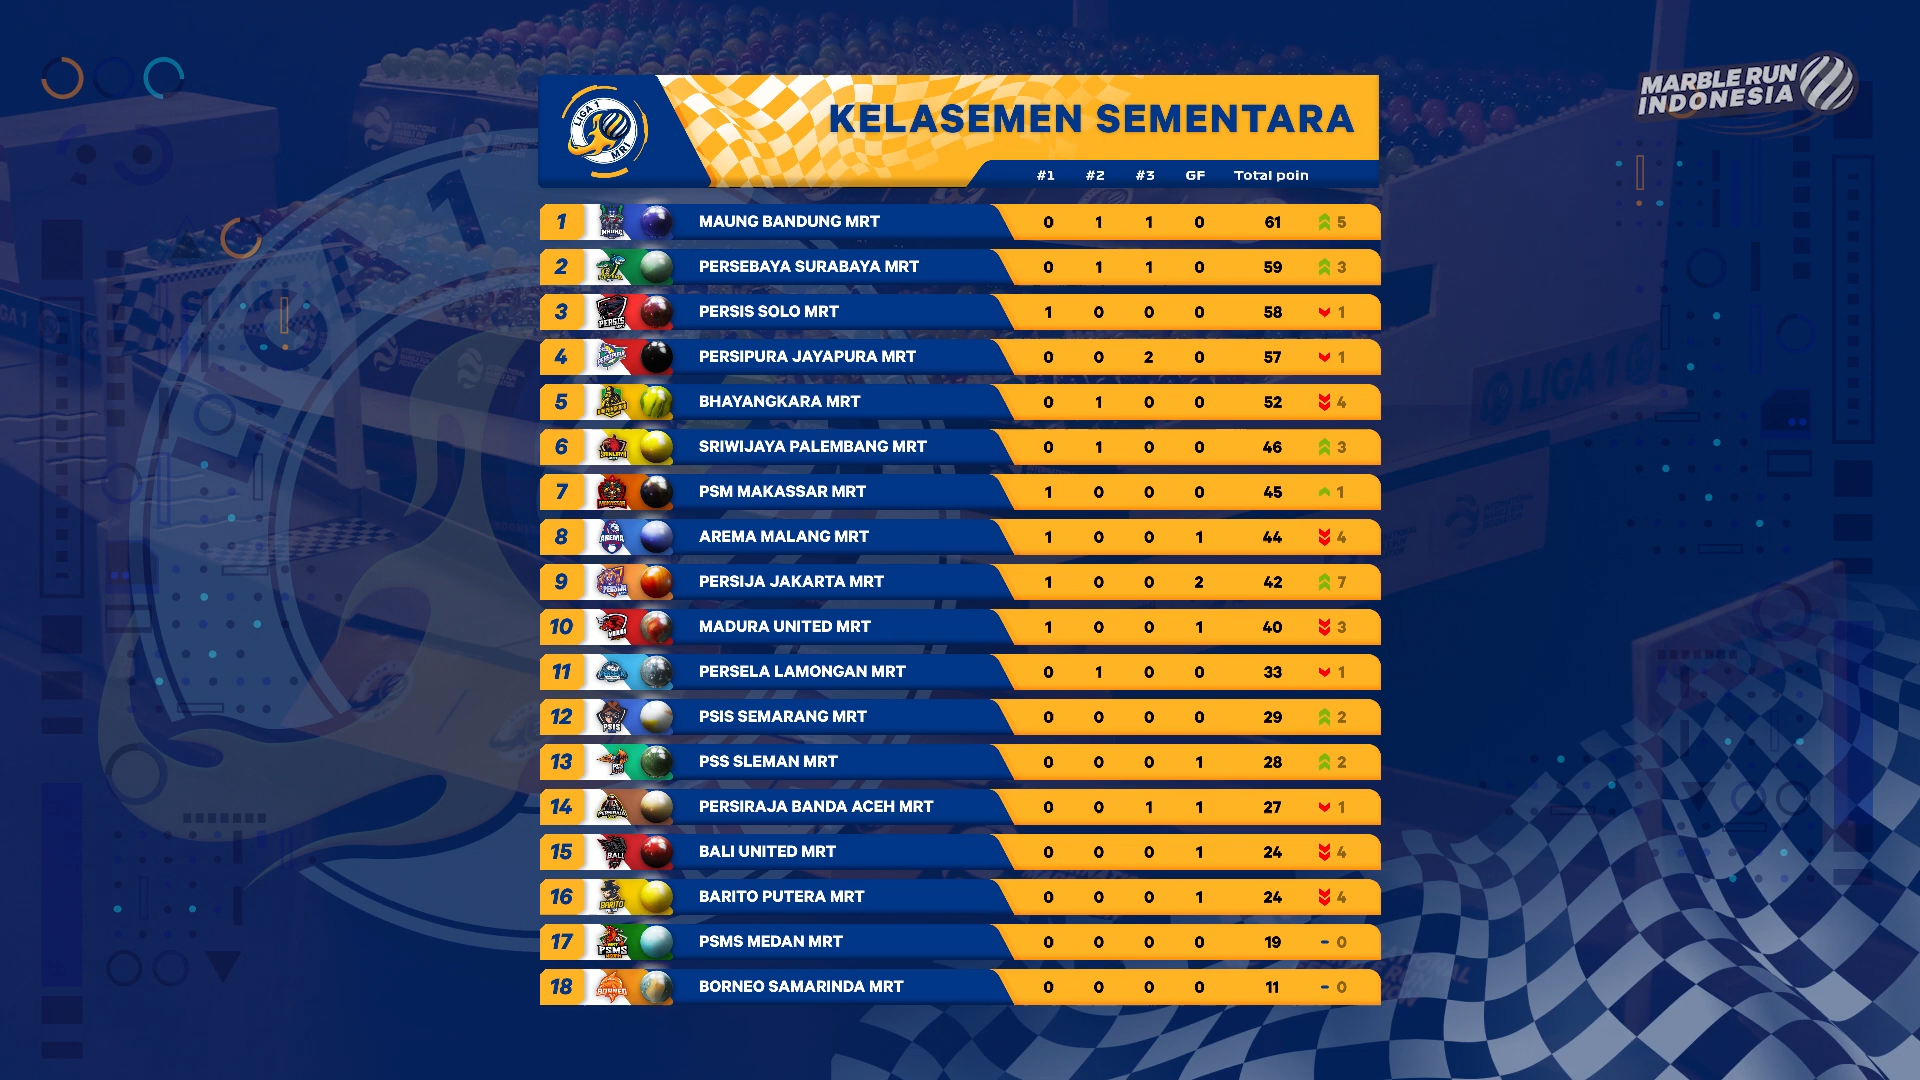 MARBLE RUN
INDONESIA
LIGA 1
MRI
KELASEMEN SEMENTARA
#1 #2 #3 GF Total poin
1 MAUNG BANDUNG MRT 0 1 1 0 61 5
2 PERSEBAYA SURABAYA MRT 0 1 1 0 59 3
3 PERSIS SOLO MRT 1 0 0 0 58 1
4 PERSIPURA JAYAPURA MRT 0 0 2 0 57 1
5 BHAYANGKARA MRT 0 1 0 0 52 4
6 SRIWIJAYA PALEMBANG MRT 0 1 0 0 46 3
7 PSM MAKASSAR MRT 1 0 0 0 45 1
8 AREMA MALANG MRT 1 0 0 1 44 4
9 PERSIJA JAKARTA MRT 1 0 0 2 42 7
10 MADURA UNITED MRT 1 0 0 1 40 3
11 PERSELA LAMONGAN MRT 0 1 0 0 33 1
12 PSIS SEMARANG MRT 0 0 0 0 29 2
13 PSS SLEMAN MRT 0 0 0 1 28 2
14 PERSIRAJA BANDA ACEH MRT 0 0 1 1 27 1
15 BALI UNITED MRT 0 0 0 1 24 4
16 BARITO PUTERA MRT 0 0 0 1 24 4
17 PSMS MEDAN MRT 0 0 0 0 19 - 0
18 BORNEO SAMARINDA MRT 0 0 0 0 11 - 0
LIGA 1